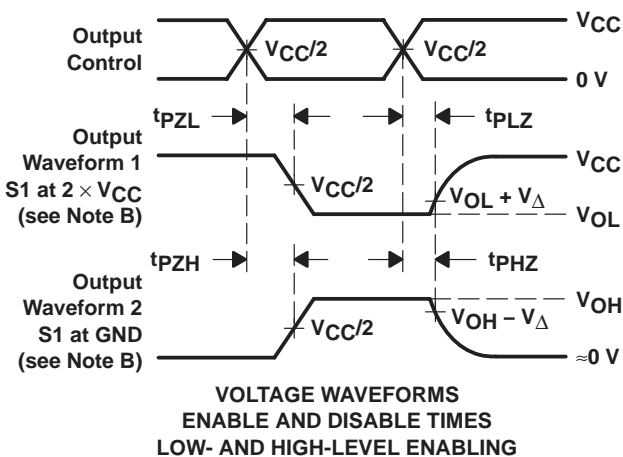 Output
Control
VCC/2
VCC/2
VCC
0 V
tPZL
tPLZ
Output
Waveform 1
S1 at 2 × VCC
(see Note B)
VCC/2
VCC
VOL + VΔ
VOL
tPZH
tPHZ
Output
Waveform 2
S1 at GND
(see Note B)
VCC/2
VOH
VOH − VΔ
≈0 V
VOLTAGE WAVEFORMS
ENABLE AND DISABLE TIMES
LOW- AND HIGH-LEVEL ENABLING